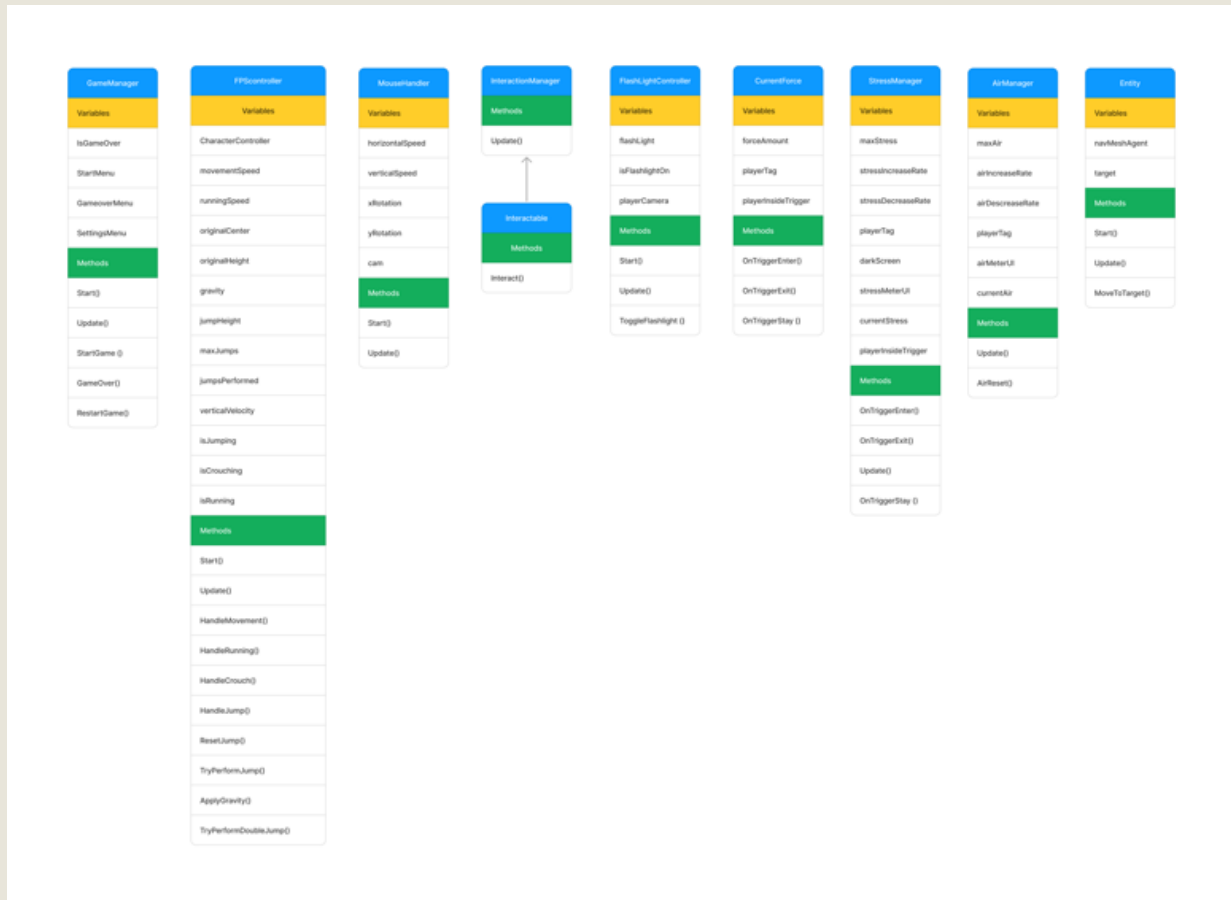 GameManager
Variables
IsGameOver
StartMenu
GameoverMenu
SettingsMenu
Methods
Start()
Update()
StartGame ()
GameOver()
RestartGame()
FPScontroller
Variables
CharacterController
movementSpeed
runningSpeed
originalCenter
originalHeight
gravity
jumpHeight
maxJumps
jumpsPerformed
verticalVelocity
isJumping
isCrouching
isRunning
Methods
Start()
Update()
HandleMovement()
HandleRunning()
HandleCrouch()
HandleJump()
ResetJump()
TryPerformJump()
ApplyGravity()
TryPerformDoubleJump()
MouseHandler
Variables
horizontalSpeed
verticalSpeed
xRotation
yRotation
cam
Methods
Start()
Update()
InteractionManager
Methods
Update()
Interactable
Methods
Interact()
FlashLightController
Variables
flashLight
isFlashlightOn
playerCamera
Methods
Start()
Update()
ToggleFlashlight ()
CurrentForce
Variables
forceAmount
playerTag
playerInsideTrigger
Methods
OnTriggerEnter()
OnTriggerExit()
OnTriggerStay ()
StressManager
Variables
maxStress
stressIncreaseRate
stressDecreaseRate
playerTag
darkScreen
stressMeterUI
currentStress
playerInsideTrigger
Methods
OnTriggerEnter()
OnTriggerExit()
Update()
OnTriggerStay ()
AirManager
Variables
maxAir
airIncreaseRate
airDescreaseRate
playerTag
airMeterUI
currentAir
Methods
Update()
AirReset()
Entity
Variables
navMeshAgent
target
Methods
Start()
Update()
MoveToTarget()